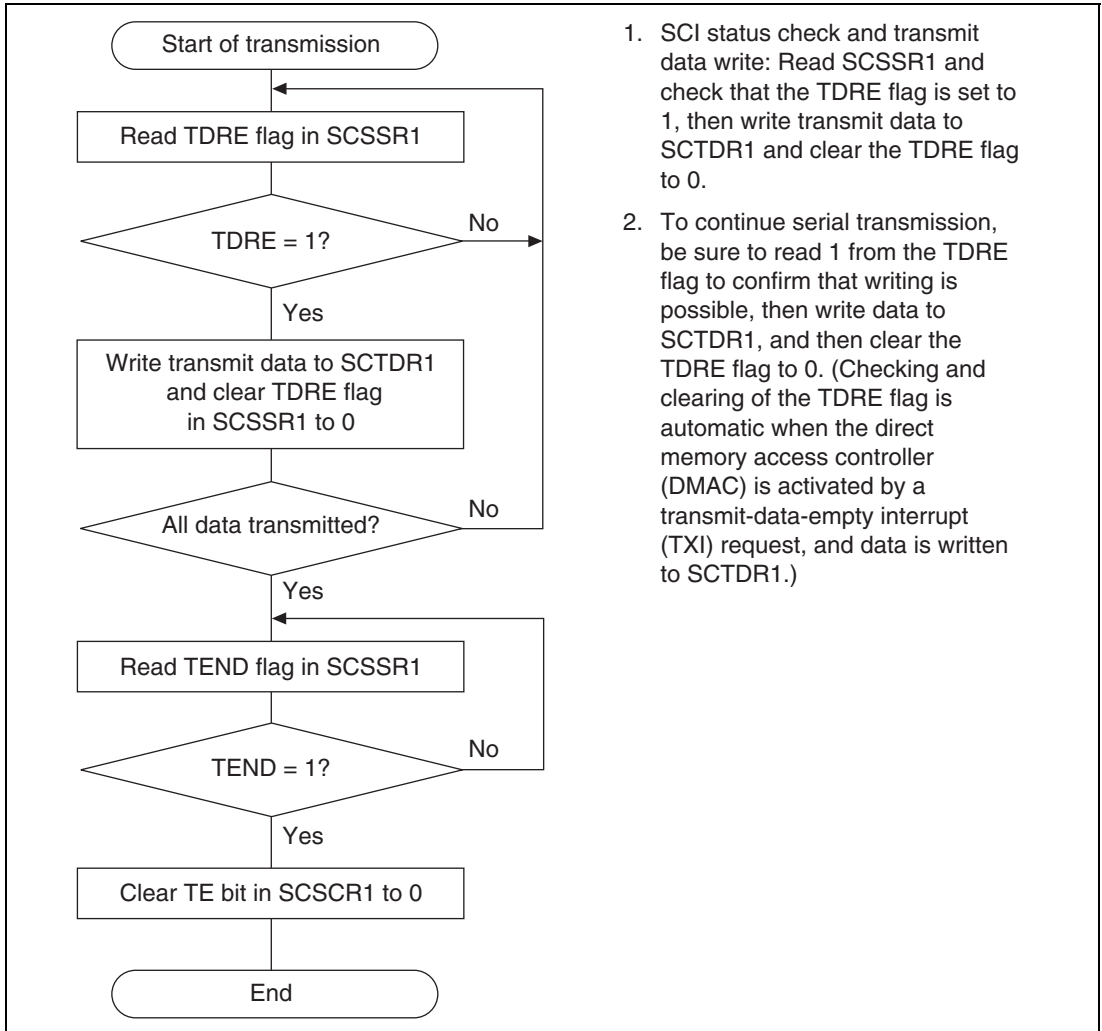 Start of transmission
Read TDRE flag in SCSSR1
TDRE = 1?
No
Yes
Write transmit data to SCTDR1
and clear TDRE flag
in SCSSR1 to 0
All data transmitted?
No
Yes
Read TEND flag in SCSSR1
TEND = 1?
No
Yes
Clear TE bit in SCSCR1 to 0
End
1. SCI status check and transmit
data write: Read SCSSR1 and
check that the TDRE flag is set to
1, then write transmit data to
SCTDR1 and clear the TDRE flag
to 0.
2. To continue serial transmission,
be sure to read 1 from the TDRE
flag to confirm that writing is
possible, then write data to
SCTDR1, and then clear the
TDRE flag to 0. (Checking and
clearing of the TDRE flag is
automatic when the direct
memory access controller
(DMAC) is activated by a
transmit-data-empty interrupt
(TXI) request, and data is written
to SCTDR1.)